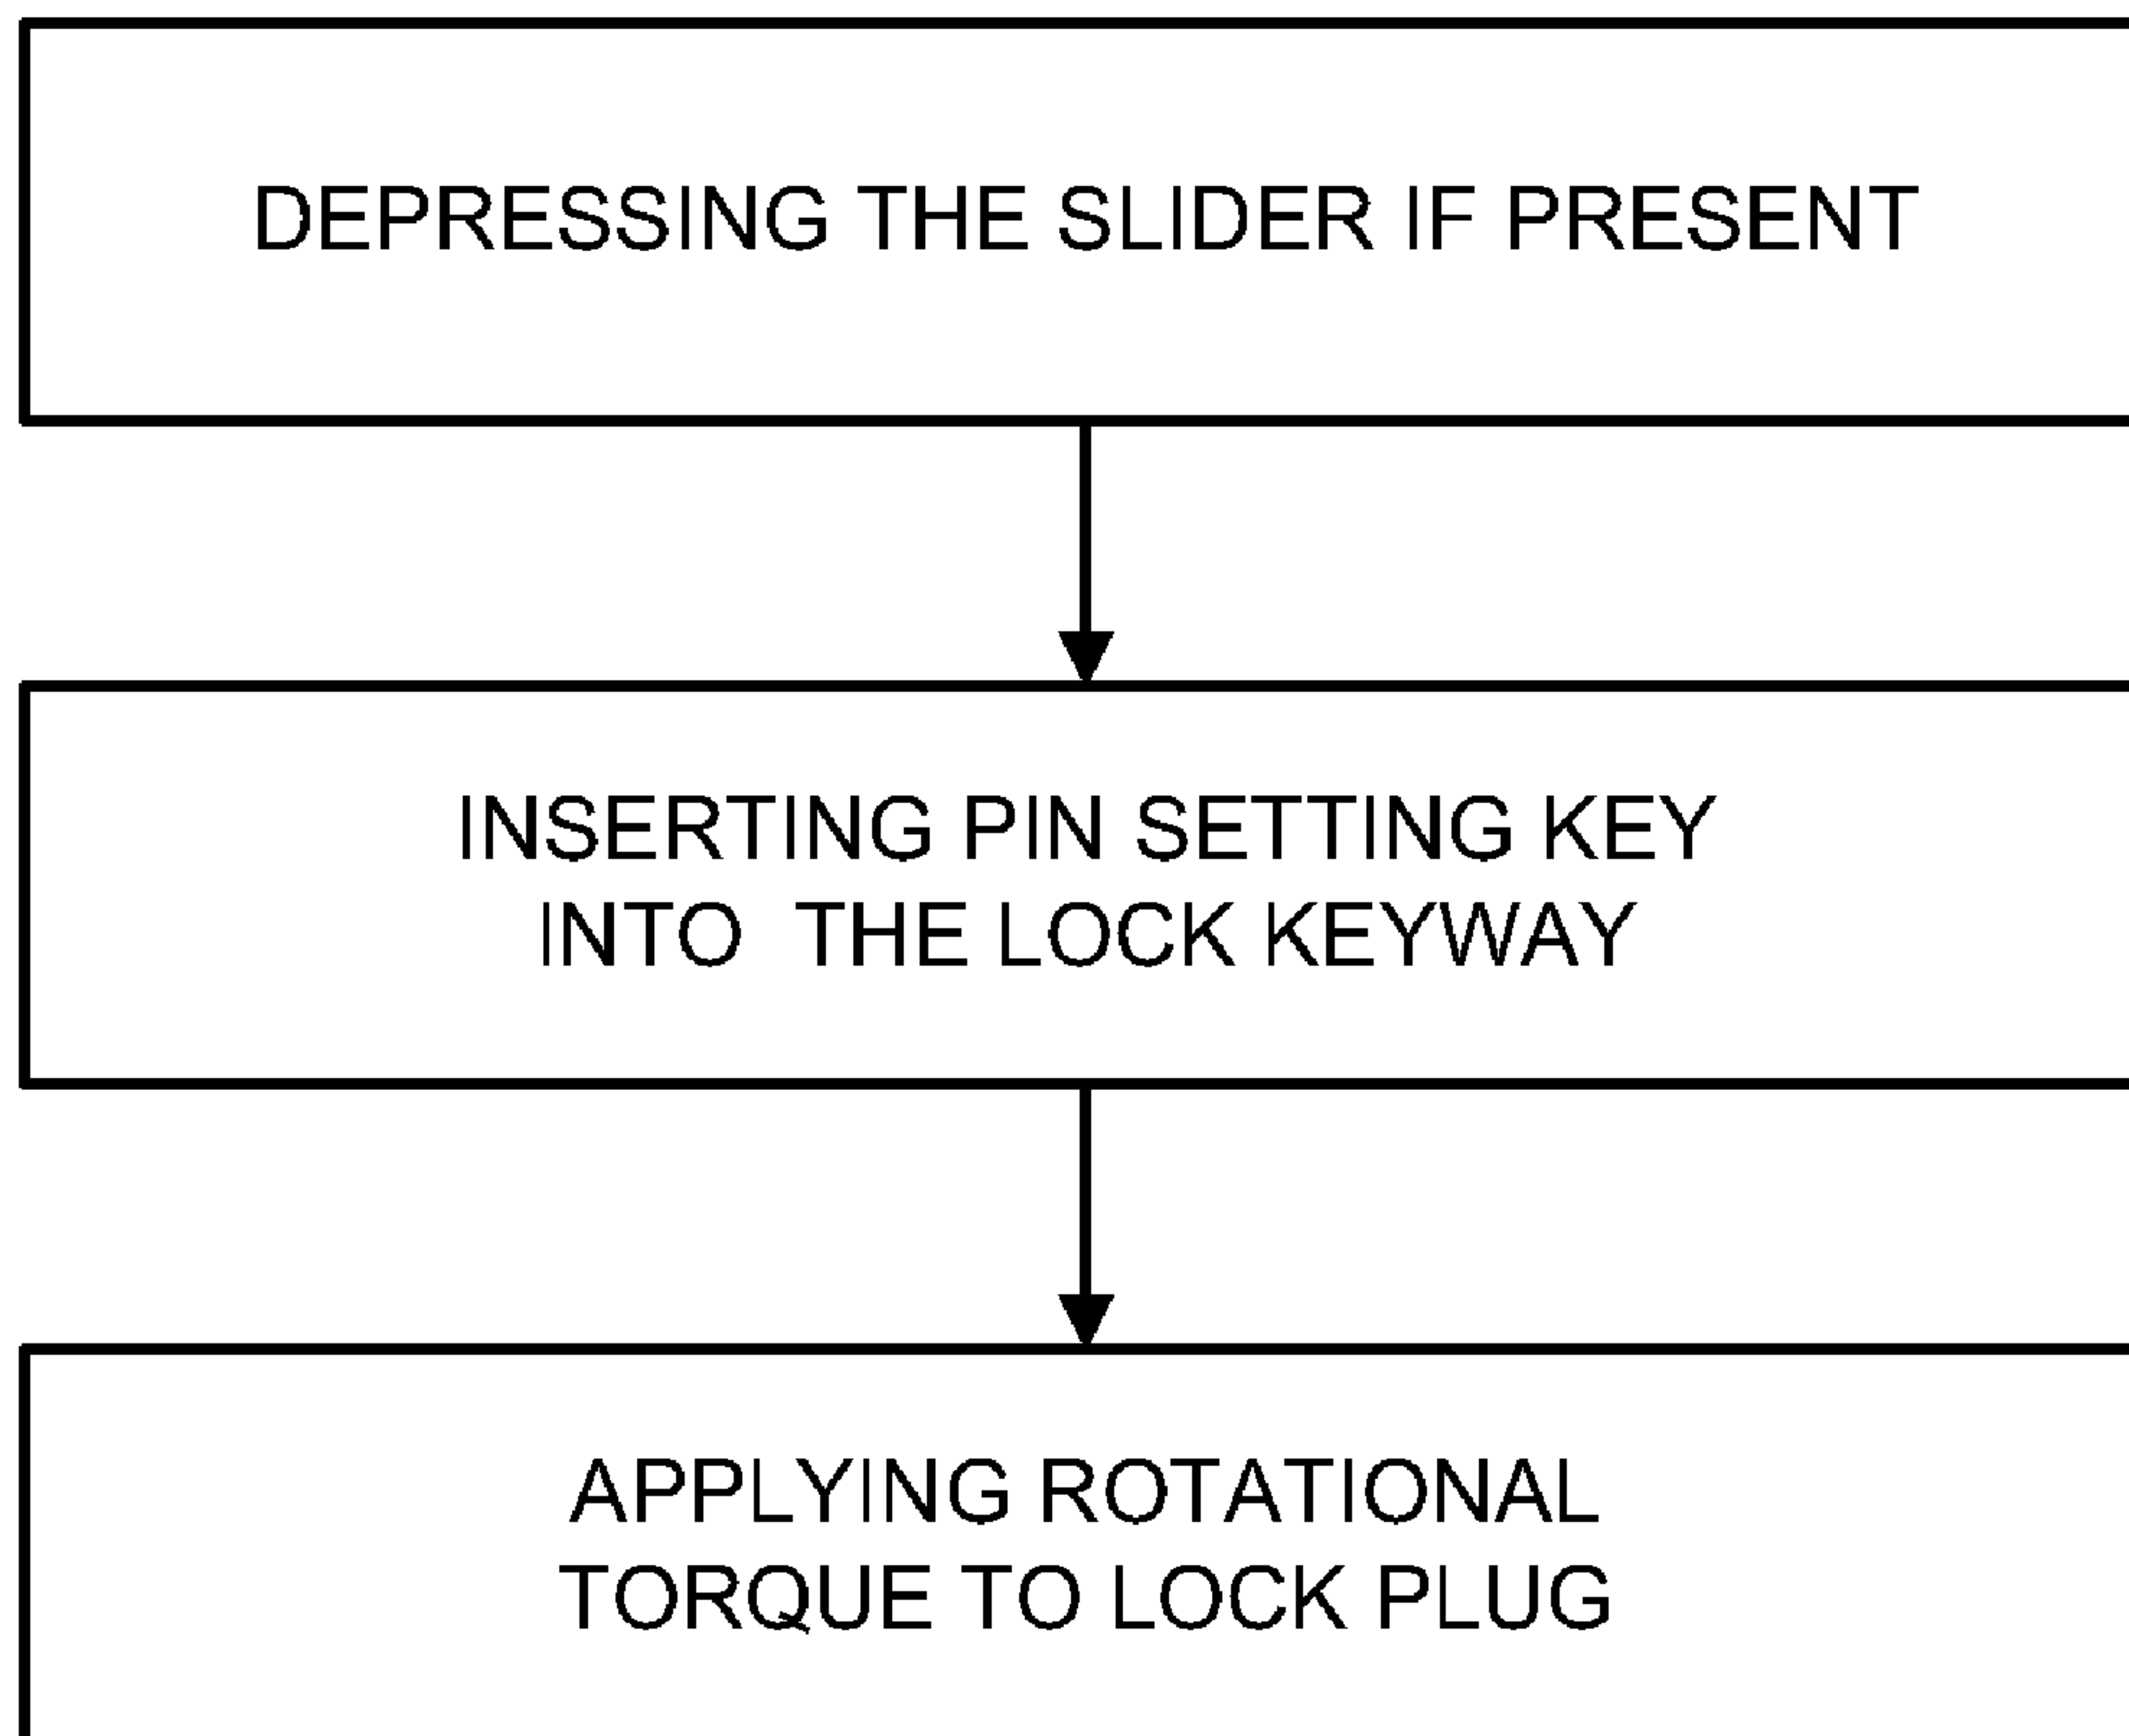 DEPRESSING THE SLIDER IF PRESENT
INSERTING PIN SETTING KEY
INTO THE LOCK KEYWAY
APPLYING ROTATIONAL
TORQUE TO LOCK PLUG